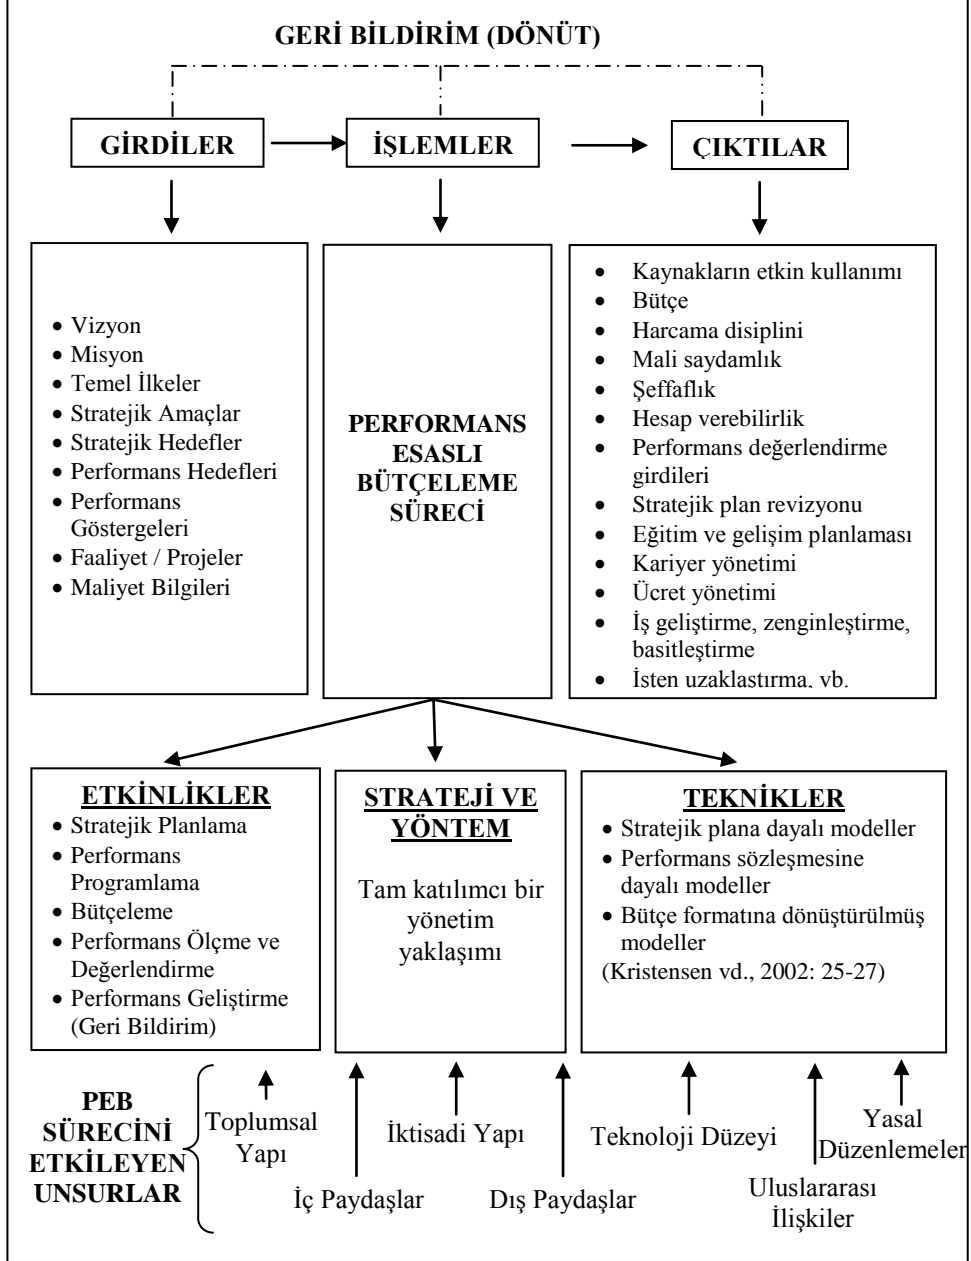 GERİ BİLDİRİM (DÖNÜT)
GİRDİLER
İŞLEMLER
ÇIKTILAR
• Vizyon
• Misyon
• Temel İlkeler
• Stratejik Amaçlar
• Stratejik Hedefler
• Performans Hedefleri
• Performans
Göstergeleri
• Faaliyet / Projeler
• Maliyet Bilgileri
PERFORMANS
ESASLI
BÜTÇELEME
SÜRECİ
• Kaynakların etkin kullanımı
• Bütçe
• Harcama disiplini
• Mali saydamlık
• Şeffaflık
• Hesap verebilirlik
• Performans değerlendirme
girdileri
• Stratejik plan revizyonu
• Eğitim ve gelişim planlaması
• Kariyer yönetimi
• Ücret yönetimi
• İş geliştirme, zenginleştirme,
basitleştirme
• İşten uzaklaştırma, vb.
ETKİNLİKLER
• Stratejik Planlama
• Performans
Programlama
• Bütçeleme
• Performans Ölçme ve
Değerlendirme
• Performans Geliştirme
(Geri Bildirim)
STRATEJİ VE
YÖNTEM
Tam katılımcı bir
yönetim
yaklaşımı
TEKNİKLER
• Stratejik plana dayalı modeller
• Performans sözleşmesine
dayalı modeller
• Bütçe formatına dönüştürülmüş
modeller
(Kristensen vd., 2002: 25-27)
PEB
SÜRECİNİ
ETKİLEYEN
UNSURLAR
Toplumsal
Yapı
İç Paydaşlar
İktisadi Yapı
Dış Paydaşlar
Teknoloji Düzeyi
Uluslararası
İlişkiler
Yasal
Düzenlemeler